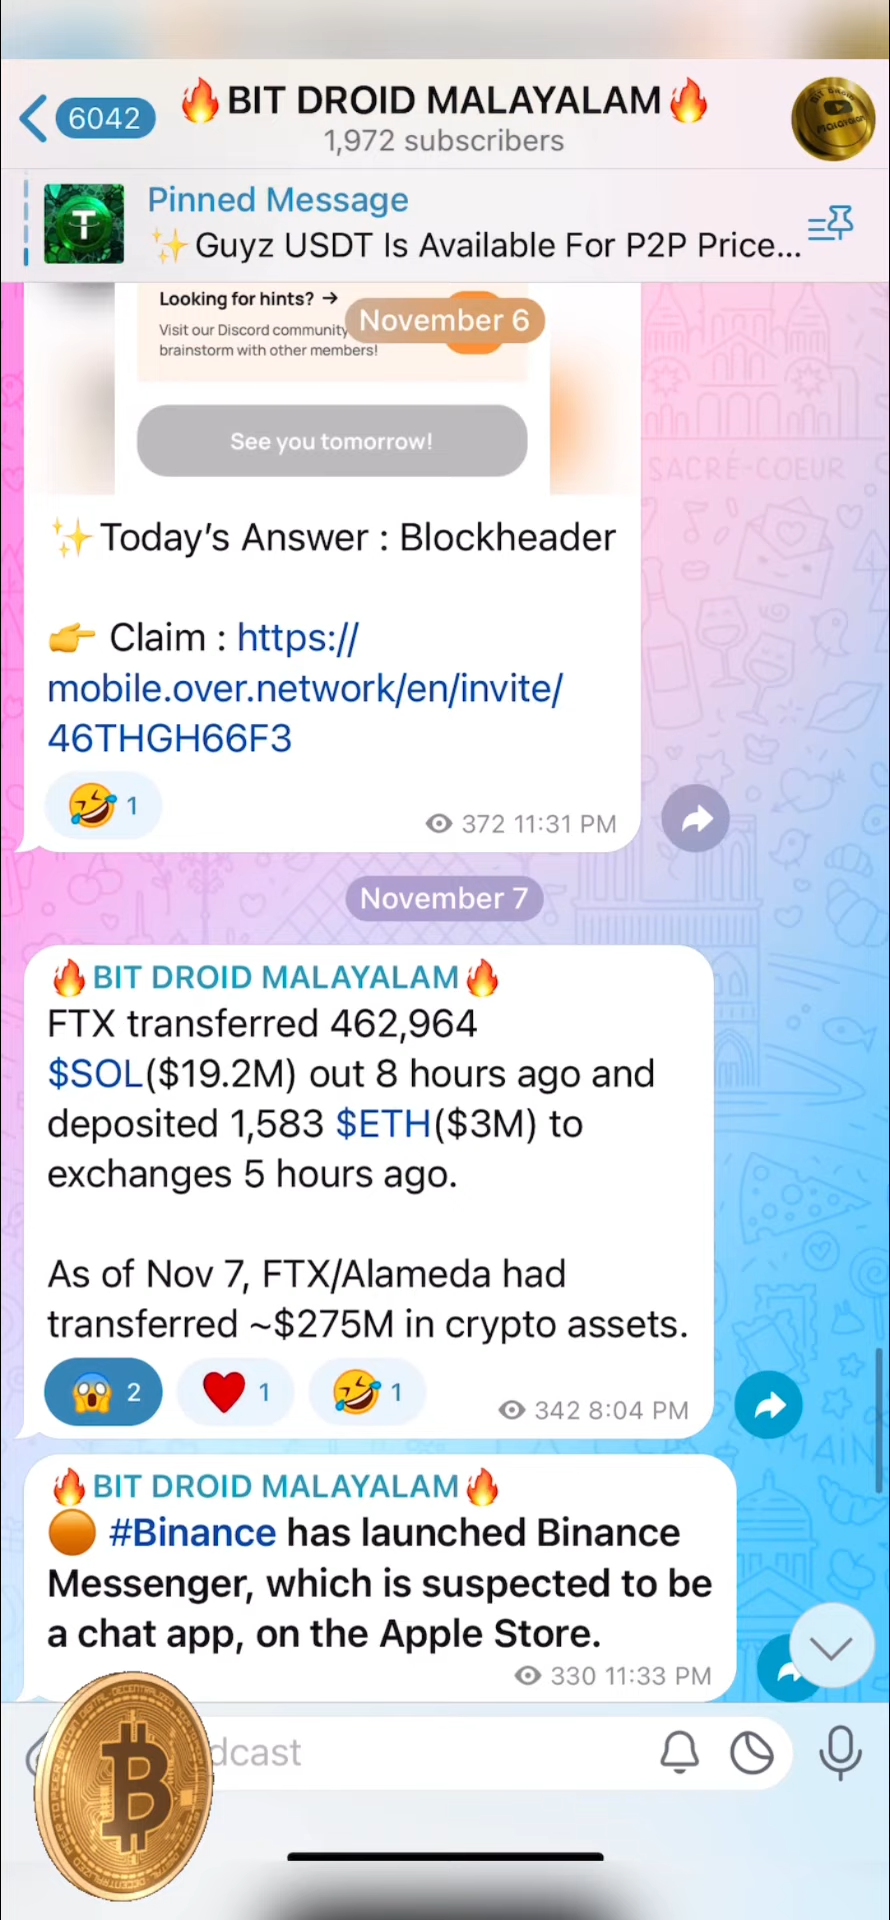 6042
🔥BIT DROID MALAYALAM🔥
1,972 subscribers
Pinned Message
✨Guyz USDT Is Available For P2P Price...
Looking for hints? →
November 6
Visit our Discord community
brainstorm with other members!
See you tomorrow!
SACRÉ-COEUR
✨Today's Answer : Blockheader
👉 Claim : https://
mobile.over.network/en/invite/
46THGH66F3
🤣 1
372 11:31 PM
November 7
🔥BIT DROID MALAYALAM🔥
FTX transferred 462,964
$SOL($19.2M) out 8 hours ago and
deposited 1,583 $ETH($3M) to
exchanges 5 hours ago.
As of Nov 7, FTX/Alameda had
transferred ~$275M in crypto assets.
😱 2 ❤️ 1 🤣 1
342 8:04 PM
🔥BIT DROID MALAYALAM🔥
🟠 #Binance has launched Binance
Messenger, which is suspected to be
a chat app, on the Apple Store.
330 11:33 PM
dcast